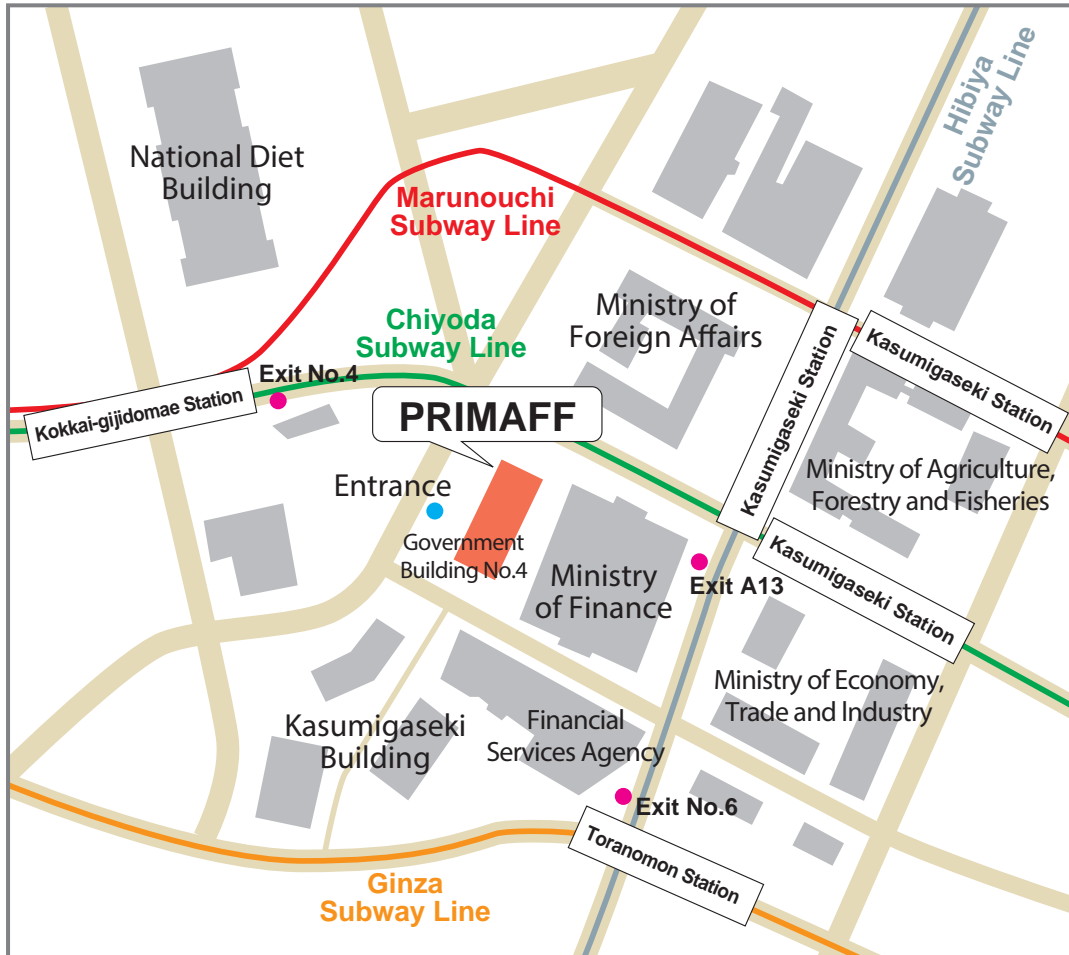 Hibiya
Subway Line
National Diet
Building
Marunouchi
Subway Line
Ministry of
Foreign Affairs
Chiyoda
Subway Line
Exit No.4
Kokkai-gijidomae Station
Kasumigaseki Station
Kasumigaseki Station
PRIMAFF
Ministry of Agriculture,
Forestry and Fisheries
Entrance
Government
Building No.4
Ministry
of Finance
Exit A13
Kasumigaseki Station
Ministry of Economy,
Trade and Industry
Kasumigaseki
Building
Financial
Services Agency
Exit No.6
Toranomon Station
Ginza
Subway Line